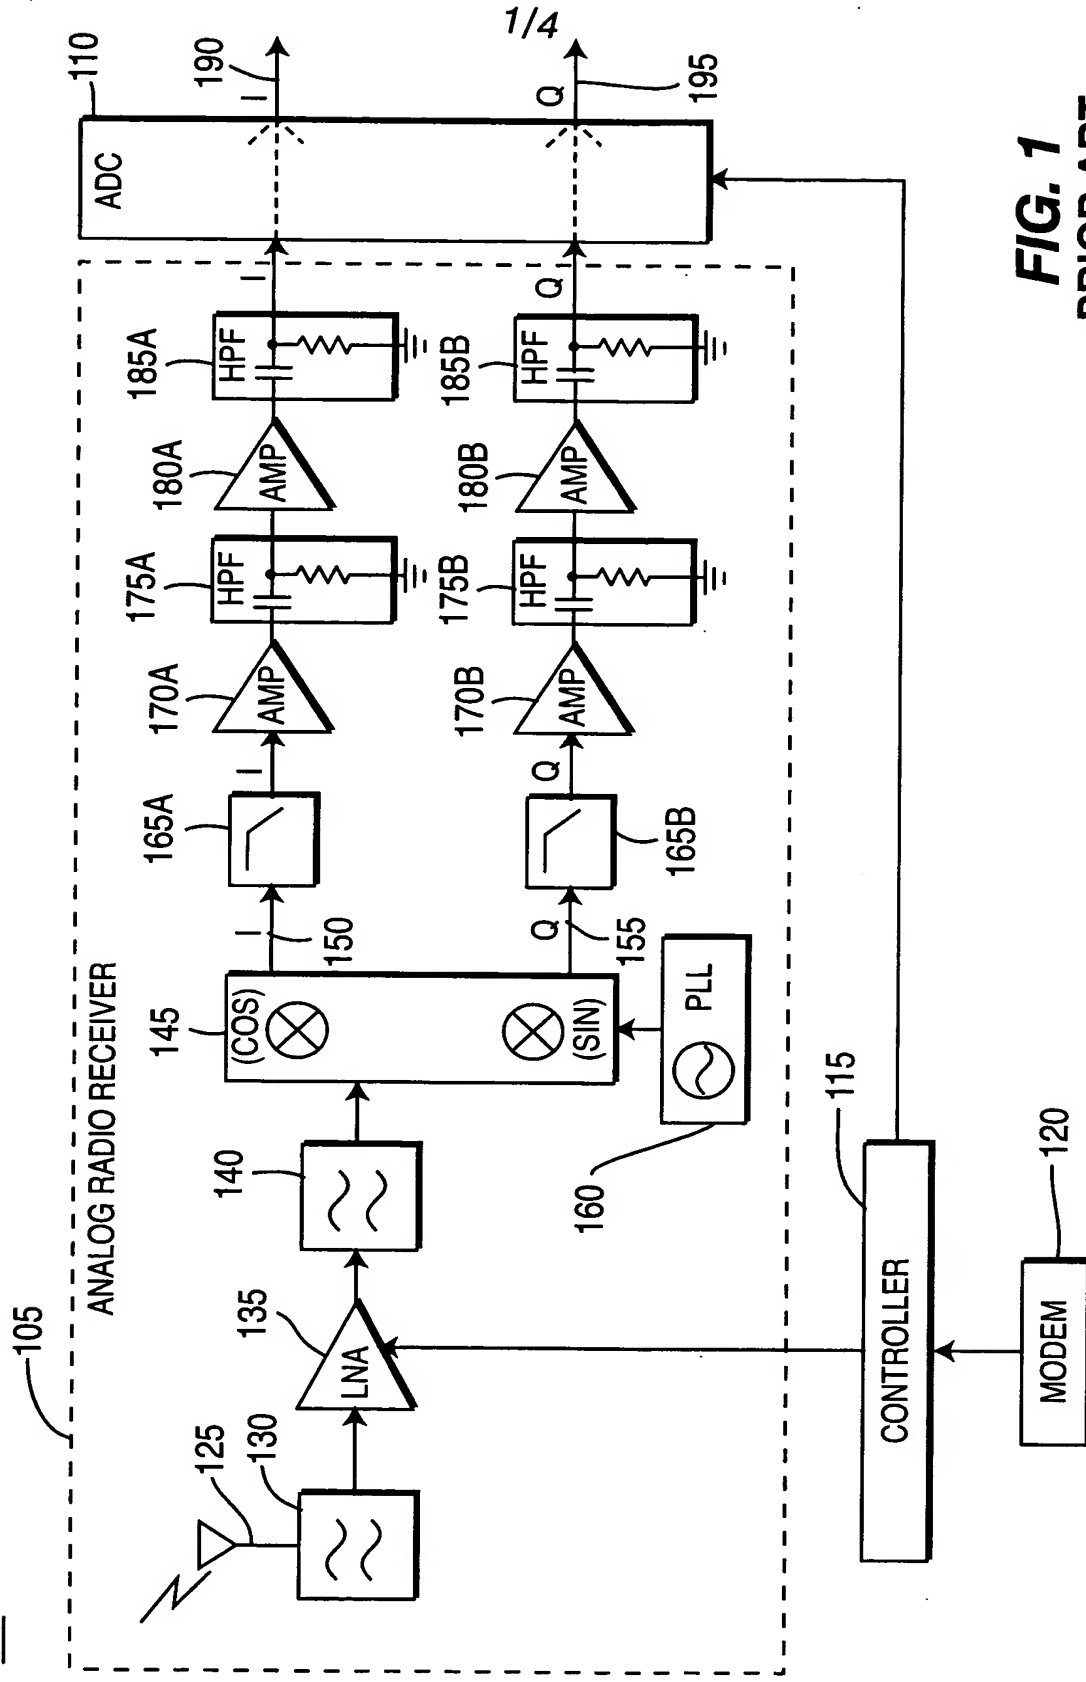 1/4
105
ANALOG RADIO RECEIVER
125
130
LNA
135
140
145
(COS)
(SIN)
PLL
160
I
150
Q
155
165A
165B
I
Q
170A
AMP
170B
AMP
175A
HPF
175B
HPF
180A
AMP
180B
AMP
185A
HPF
185B
HPF
I
Q
110
ADC
I
190
Q
195
CONTROLLER
115
MODEM
120
FIG. 1
PRIOR ART